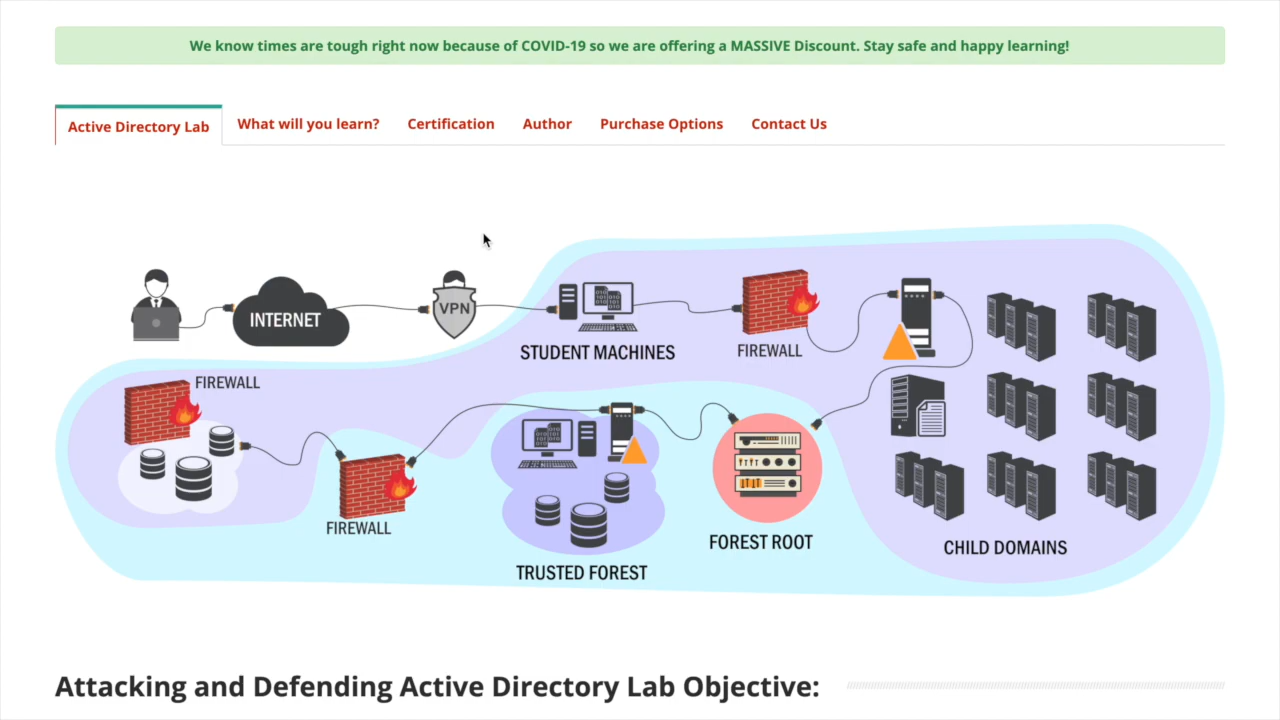 We know times are tough right now because of COVID-19 so we are offering a MASSIVE Discount. Stay safe and happy learning!
Active Directory Lab
What will you learn?
Certification
Author
Purchase Options
Contact Us
INTERNET
VPN
STUDENT MACHINES
FIREWALL
FIREWALL
FIREWALL
TRUSTED FOREST
FOREST ROOT
CHILD DOMAINS
Attacking and Defending Active Directory Lab Objective: